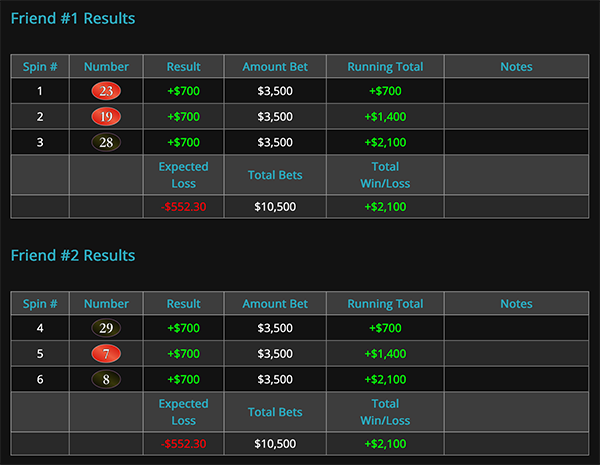 Friend #1 Results
Spin # Number Result Amount Bet Running Total Notes
1 23 +$700 $3,500 +$700
2 19 +$700 $3,500 +$1,400
3 28 +$700 $3,500 +$2,100
Expected Loss Total Bets Total Win/Loss
-$552.30 $10,500 +$2,100
Friend #2 Results
Spin # Number Result Amount Bet Running Total Notes
4 29 +$700 $3,500 +$700
5 7 +$700 $3,500 +$1,400
6 8 +$700 $3,500 +$2,100
Expected Loss Total Bets Total Win/Loss
-$552.30 $10,500 +$2,100